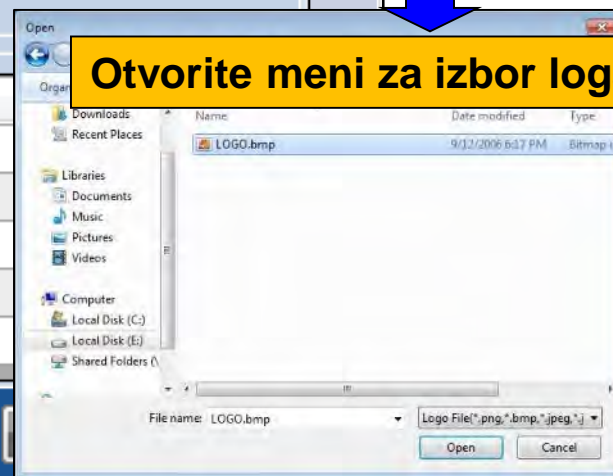 Open
Otvorite meni za izbor log
Organ
Downloads
Recent Places
Libraries
Documents
Music
Pictures
Videos
Computer
Local Disk (C:)
Local Disk (E:)
Shared Folders (\
Name Date modified Type
LOGO.bmp 9/12/2006 6:17 PM Bitmap i
File name: LOGO.bmp Logo File(*.png,*.bmp,*.jpeg,*.j
Open Cancel